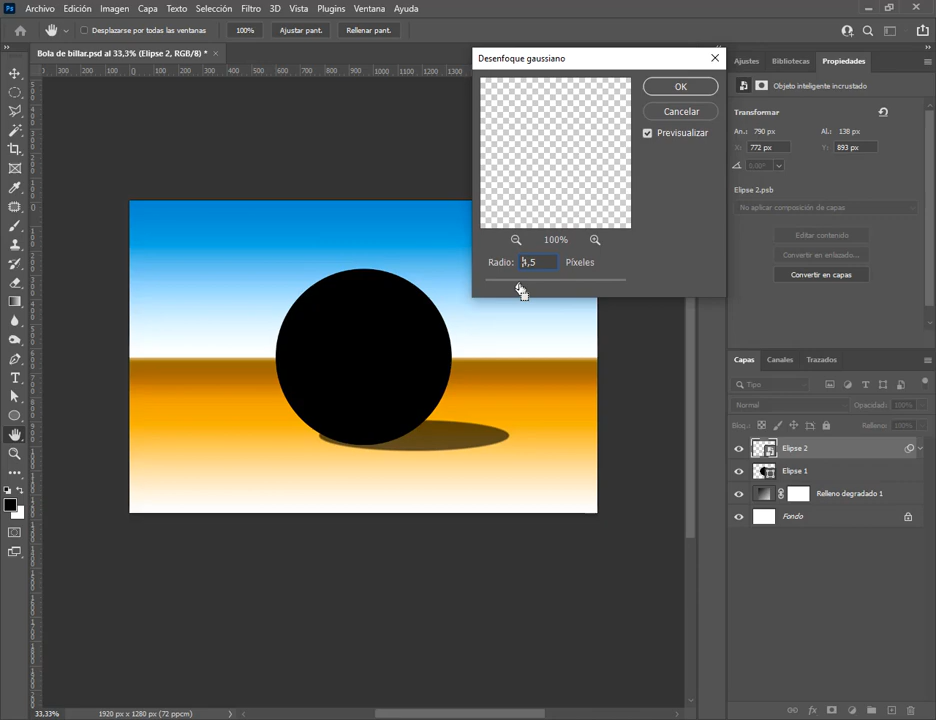 Ps Archivo Edición Imagen Capa Texto Selección Filtro 3D Vista Plugins Ventana Ayuda
Desplazarse por todas las ventanas 100% Ajustar pant. Rellenar pant.
Bola de billar.psd al 33,3% (Elipse 2, RGB/8) * ×
300 200 100 0 100 200 300 400 500 600 700 800 900 1000 1100 1200 1300
Desenfoque gaussiano
OK
Cancelar
Previsualizar
100%
Radio: 4,5 Píxeles
Ajustes Bibliotecas Propiedades
Objeto inteligente incrustado
Transformar
An.: 790 px Al.: 138 px
X: 772 px Y: 893 px
0,00°
Elipse 2.psb
No aplicar composición de capas
Editar contenido
Convertir en enlazado...
Convertir en capas
Capas Canales Trazados
Tipo
Normal Opacidad: 100%
Bloq.: Relleno: 100%
Elipse 2
Elipse 1
Relleno degradado 1
Fondo
33,33% 1920 px x 1280 px (72 ppcm)